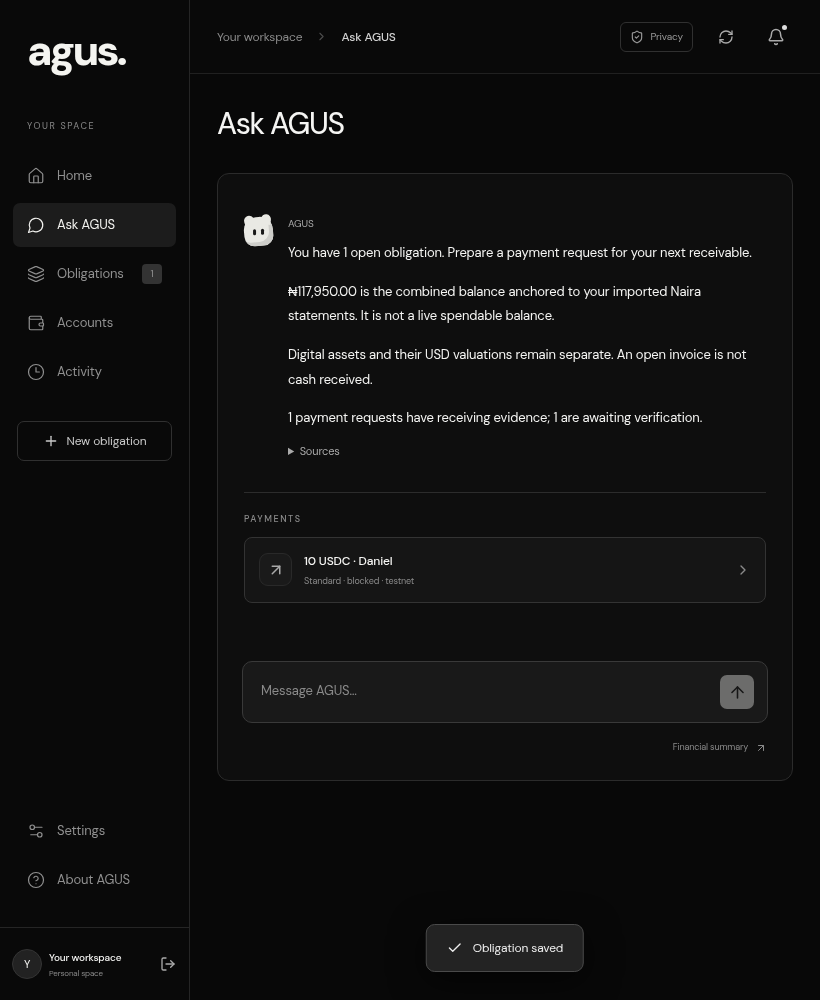 agus.
YOUR SPACE
Home
Ask AGUS
Obligations 1
Accounts
Activity
New obligation
Settings
About AGUS
Y
Your workspace
Personal space
Your workspace Ask AGUS
Privacy
Ask AGUS
AGUS
You have 1 open obligation. Prepare a payment request for your next receivable.
₦117,950.00 is the combined balance anchored to your imported Naira
statements. It is not a live spendable balance.
Digital assets and their USD valuations remain separate. An open invoice is not
cash received.
1 payment requests have receiving evidence; 1 are awaiting verification.
Sources
PAYMENTS
10 USDC · Daniel
Standard · blocked · testnet
Message AGUS...
Financial summary
Obligation saved